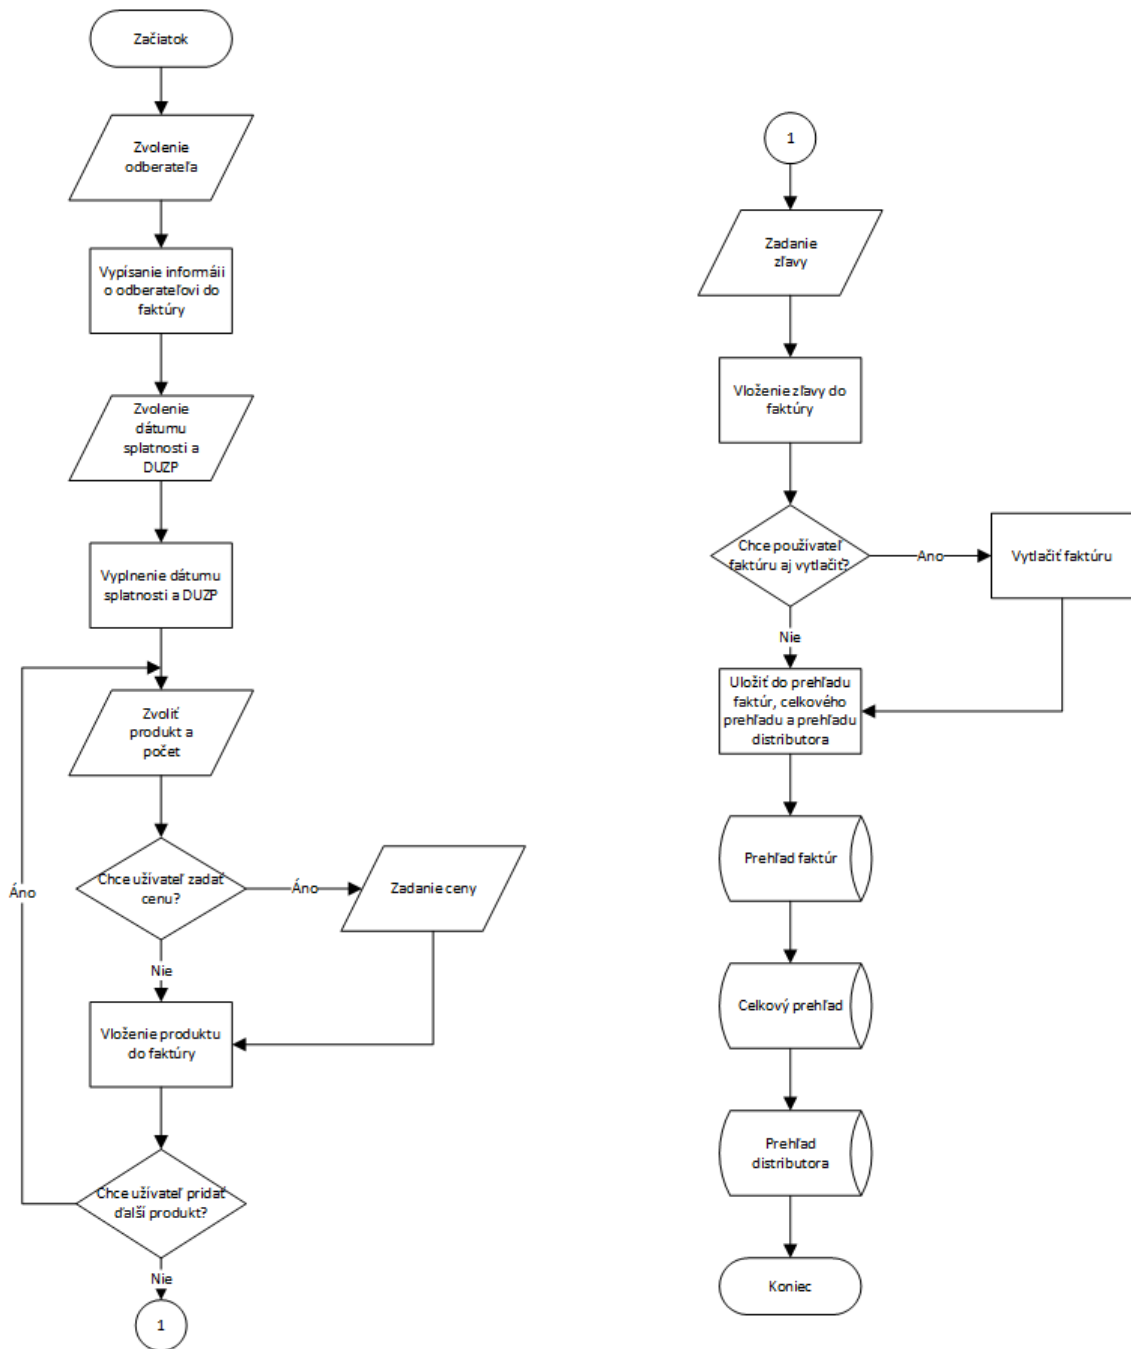 Začiatok
Zvolenie
odberateľa
Vypísanie informáii
o odberateľovi do
faktúry
Zvolenie
dátumu
splatnosti a
DUZP
Vyplnenie dátumu
splatnosti a DUZP
Zvoliť
produkt a
počet
Chce užívateľ zadať
cenu?
Áno
Zadanie ceny
Nie
Vloženie produktu
do faktúry
Áno
Chce užívateľ pridať
ďalší produkt?
Nie
1
1
Zadanie
zľavy
Vloženie zľavy do
faktúry
Chce používateľ
faktúru aj vytlačiť?
Ano
Vytlačiť faktúru
Nie
Uložiť do prehľadu
faktúr, celkového
prehľadu a prehľadu
distributora
Prehľad faktúr
Celkový prehľad
Prehľad
distributora
Koniec